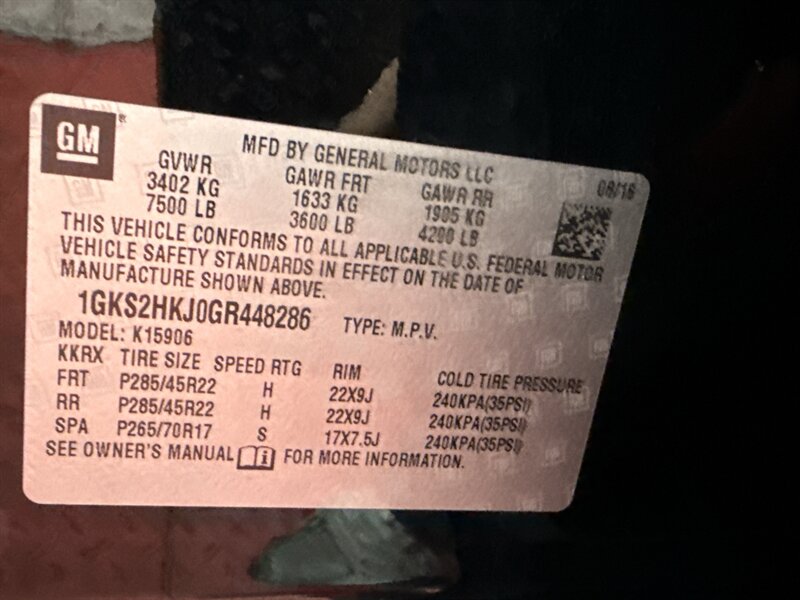 GM
MFD BY GENERAL MOTORS LLC
08/16
GVWR GAWR FRT GAWR RR
3402 KG 1633 KG 1905 KG
7500 LB 3600 LB 4200 LB
THIS VEHICLE CONFORMS TO ALL APPLICABLE U.S. FEDERAL MOTOR
VEHICLE SAFETY STANDARDS IN EFFECT ON THE DATE OF
MANUFACTURE SHOWN ABOVE.
1GKS2HKJ0GR448286 TYPE: M.P.V.
MODEL: K15906
KKRX TIRE SIZE SPEED RTG RIM COLD TIRE PRESSURE
FRT P285/45R22 H 22X9J 240KPA(35PSI)
RR P285/45R22 H 22X9J 240KPA(35PSI)
SPA P265/70R17 S 17X7.5J 240KPA(35PSI)
SEE OWNER'S MANUAL FOR MORE INFORMATION.